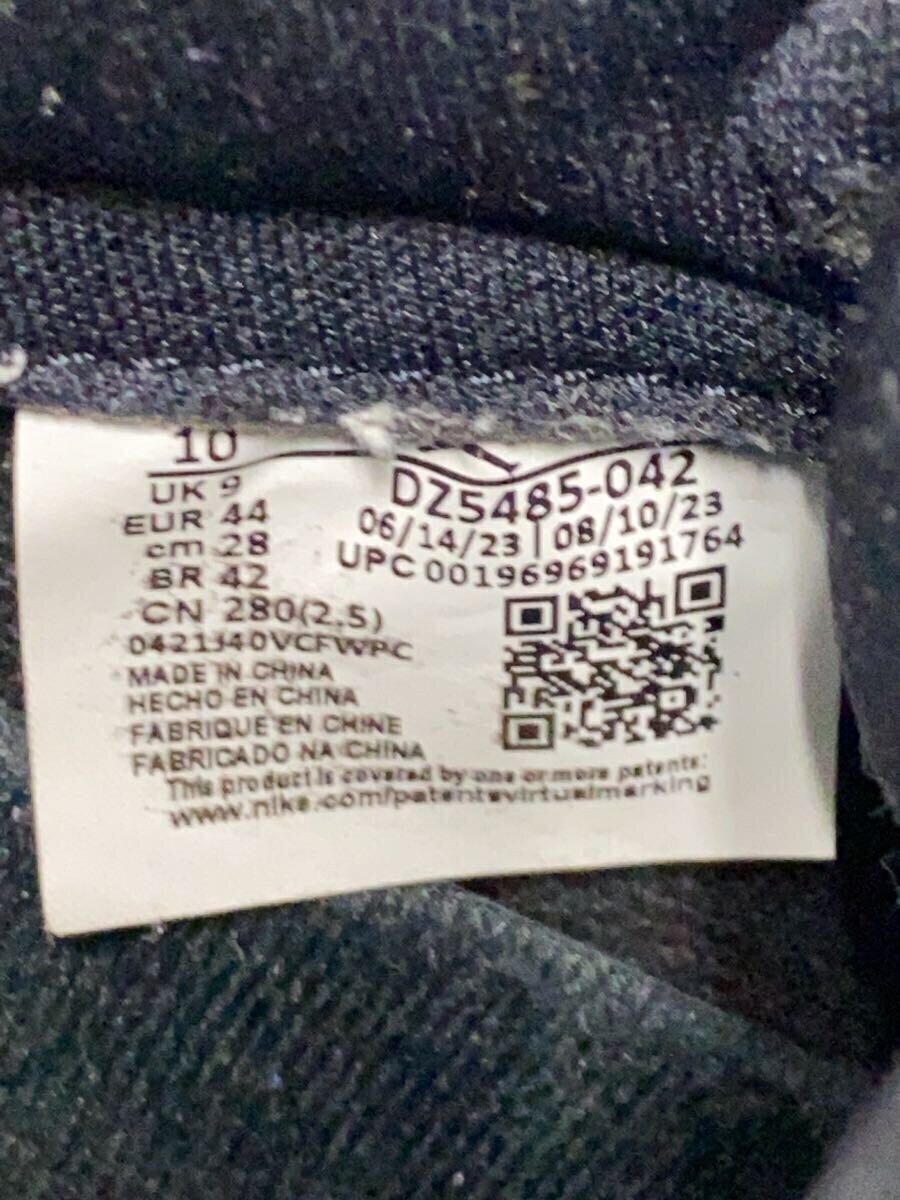 10
UK 9
EUR 44
cm 28
BR 42
CN 280(2.5)
0421J40VCFWPC
MADE IN CHINA
HECHO EN CHINA
FABRIQUE EN CHINE
FABRICADO NA CHINA
DZ5485-042
06/14/23 | 08/10/23
UPC 00196969191764
This product is covered by one or more patents:
www.nike.com/patentsvirtualmarking